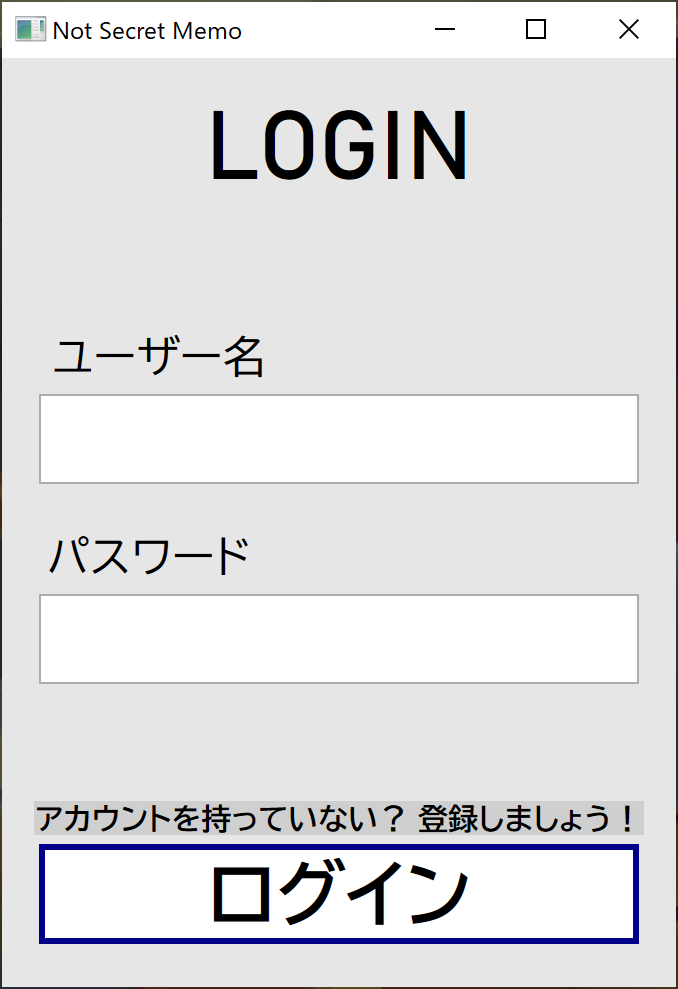 Not Secret Memo
LOGIN
ユーザー名
パスワード
アカウントを持っていない？ 登録しましょう！
ログイン